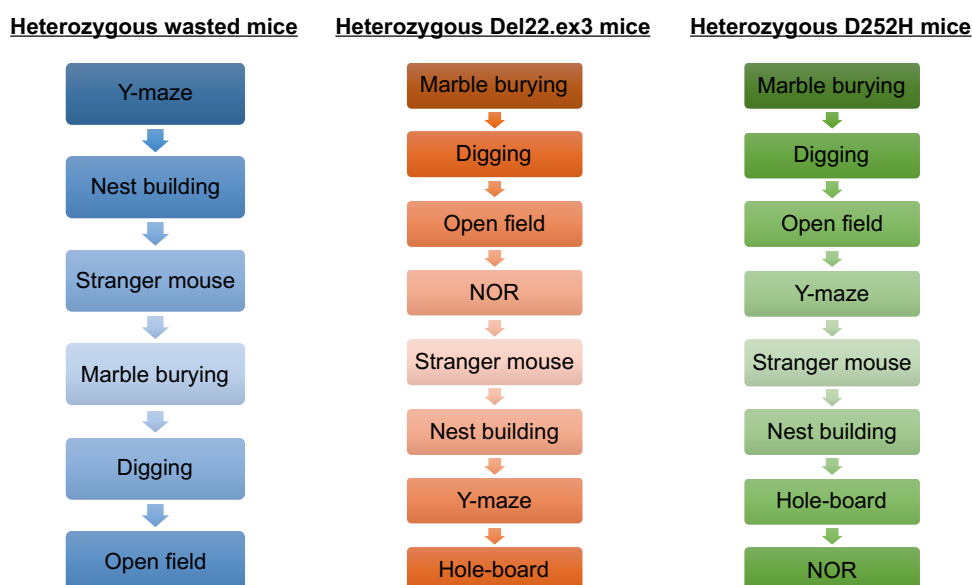 Heterozygous wasted mice
Y-maze
Nest building
Stranger mouse
Marble burying
Digging
Open field
Heterozygous Del22.ex3 mice
Marble burying
Digging
Open field
NOR
Stranger mouse
Nest building
Y-maze
Hole-board
Heterozygous D252H mice
Marble burying
Digging
Open field
Y-maze
Stranger mouse
Nest building
Hole-board
NOR